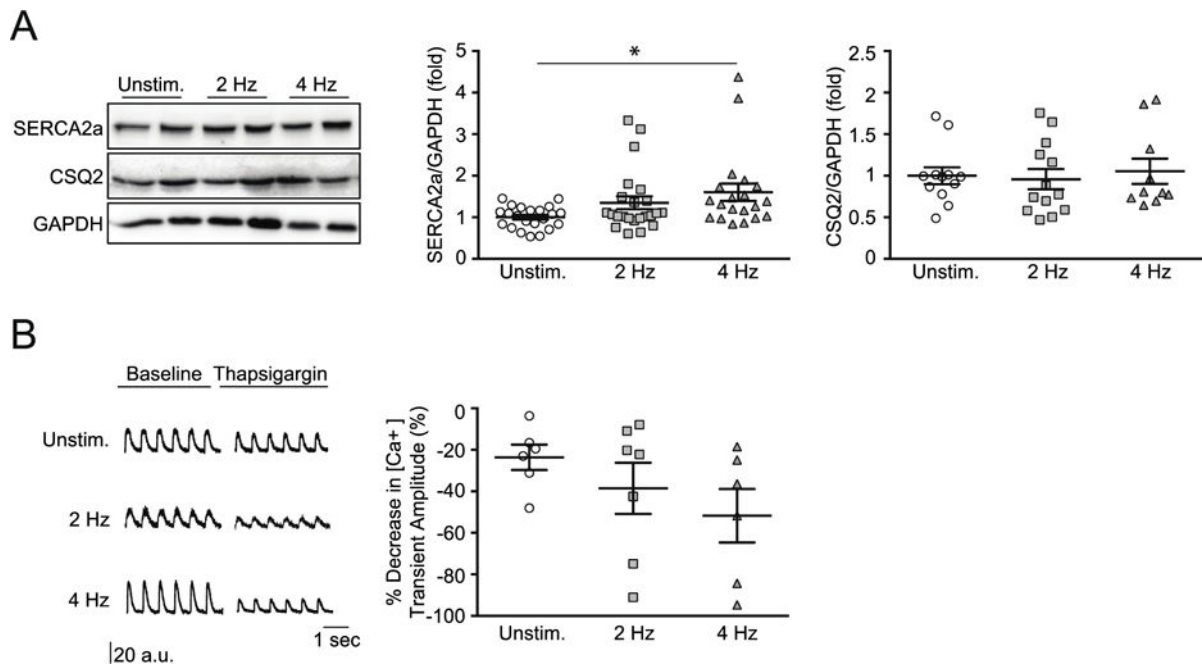 A
Unstim. 2 Hz 4 Hz
SERCA2a
CSQ2
GAPDH
SERCA2a/GAPDH (fold)
5
4
3
2
1
0
Unstim. 2 Hz 4 Hz
*
CSQ2/GAPDH (fold)
2.5
2
1.5
1
0.5
0
Unstim. 2 Hz 4 Hz
B
Baseline Thapsigargin
Unstim.
2 Hz
4 Hz
1 sec
20 a.u.
% Decrease in [Ca+ ]
Transient Amplitude (%)
0
-20
-40
-60
-80
-100
Unstim. 2 Hz 4 Hz